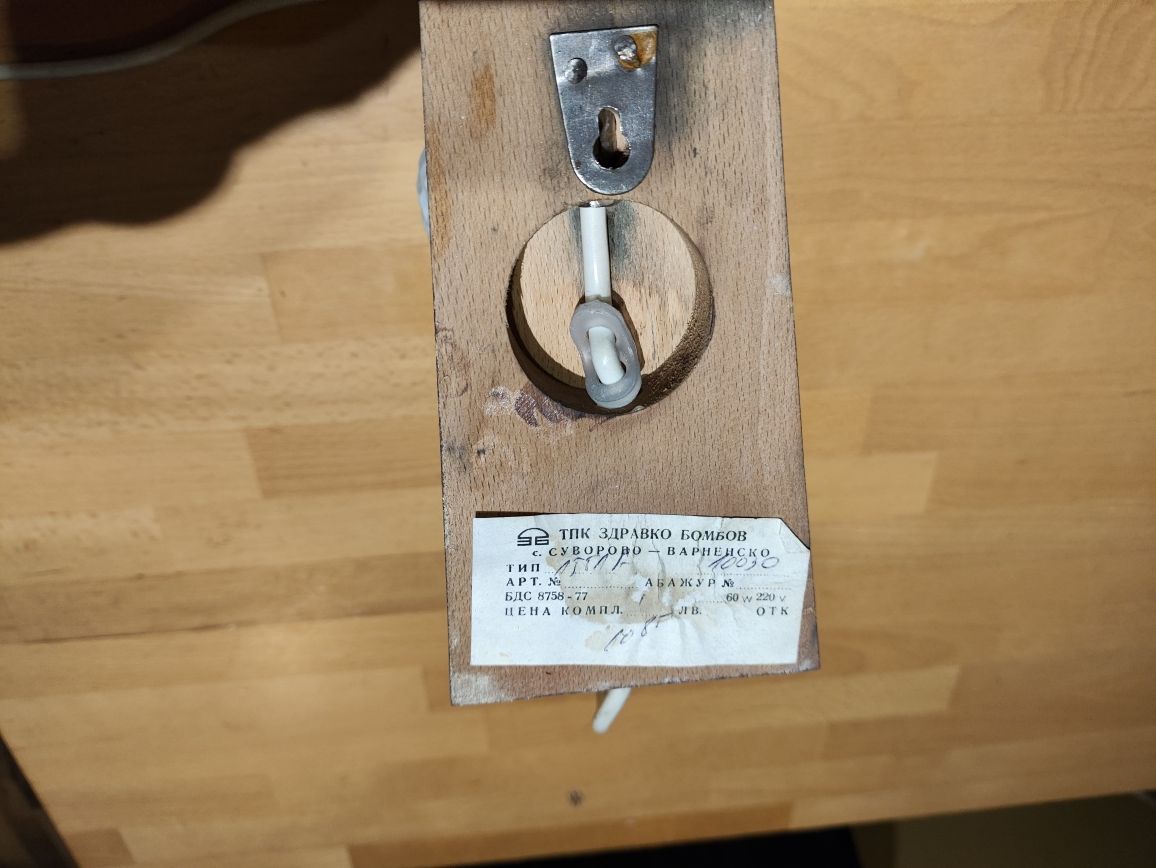 ТПК ЗДРАВКО БОМБОВ
с. СУВОРОВО — ВАРНЕНСКО
ТИП 10050
АРТ. № АБАЖУР №
БДС 8758-77 60 W 220 V
ЦЕНА КОМПЛ. ЛВ. ОТК